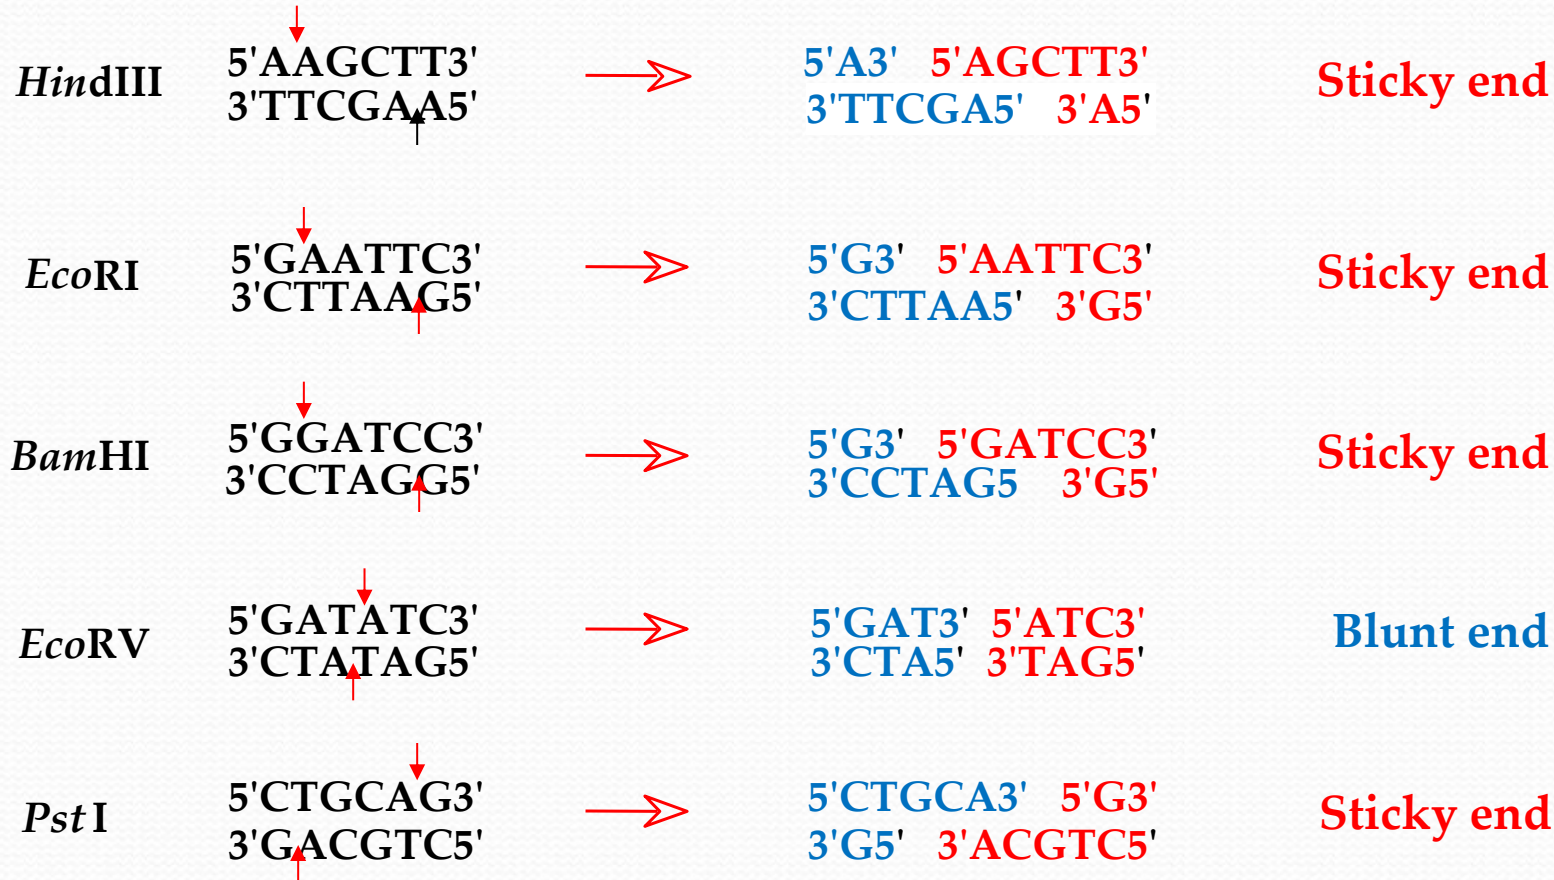 HindIII 5'AAGCTT3' 5'A3' 5'AGCTT3' Sticky end
3'TTCGAA5' 3'TTCGA5' 3'A5'
EcoRI 5'GAATTC3' 5'G3' 5'AATTC3' Sticky end
3'CTTAAG5' 3'CTTAA5' 3'G5'
BamHI 5'GGATCC3' 5'G3' 5'GATCC3' Sticky end
3'CCTAGG5' 3'CCTAG5 3'G5'
EcoRV 5'GATATC3' 5'GAT3' 5'ATC3' Blunt end
3'CTATAG5' 3'CTA5' 3'TAG5'
Pst I 5'CTGCAG3' 5'CTGCA3' 5'G3' Sticky end
3'GACGTC5' 3'G5' 3'ACGTC5'